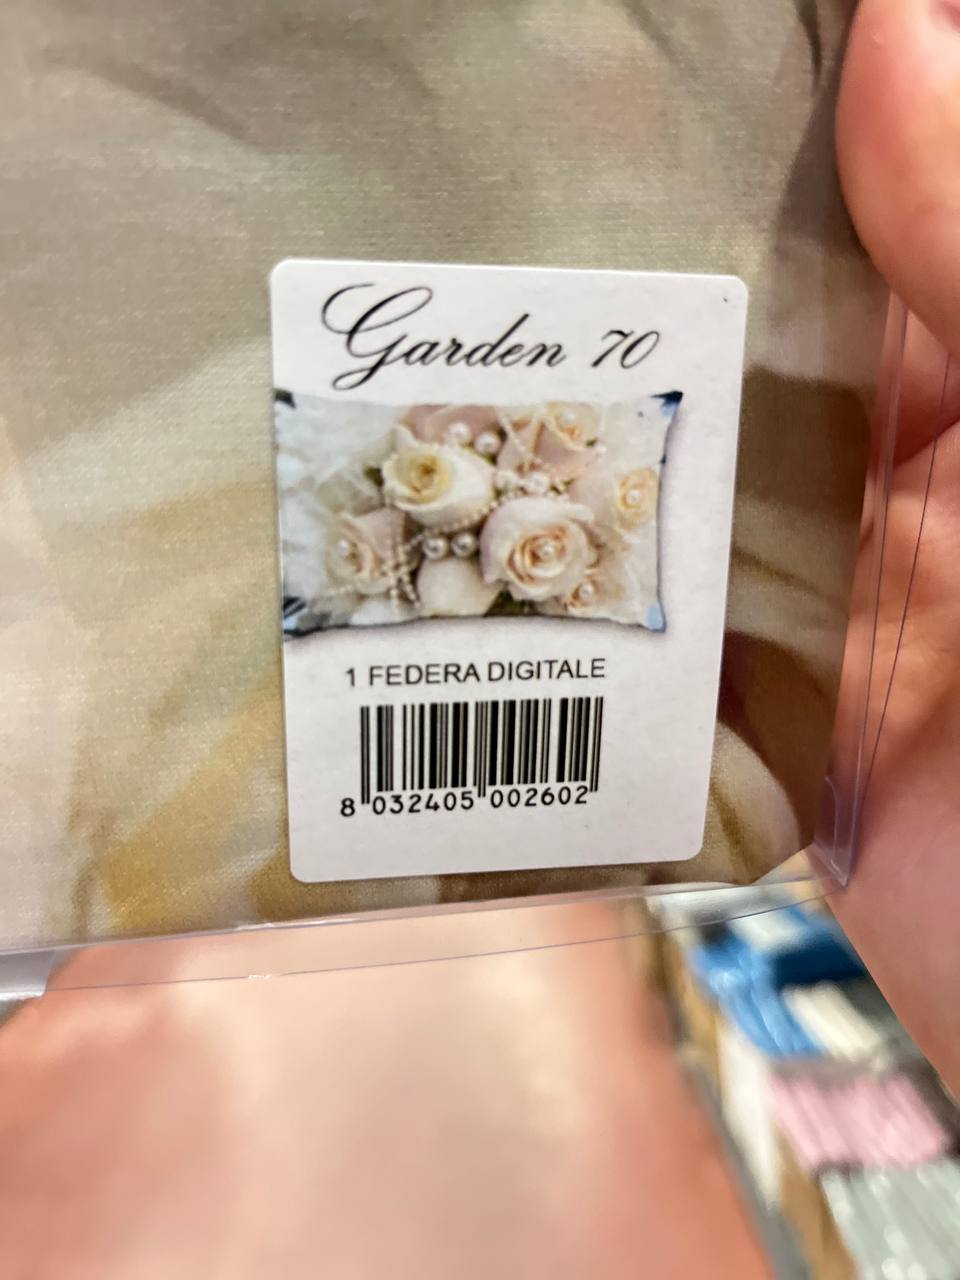 Garden 70
1 FEDERA DIGITALE
8 032405 002602